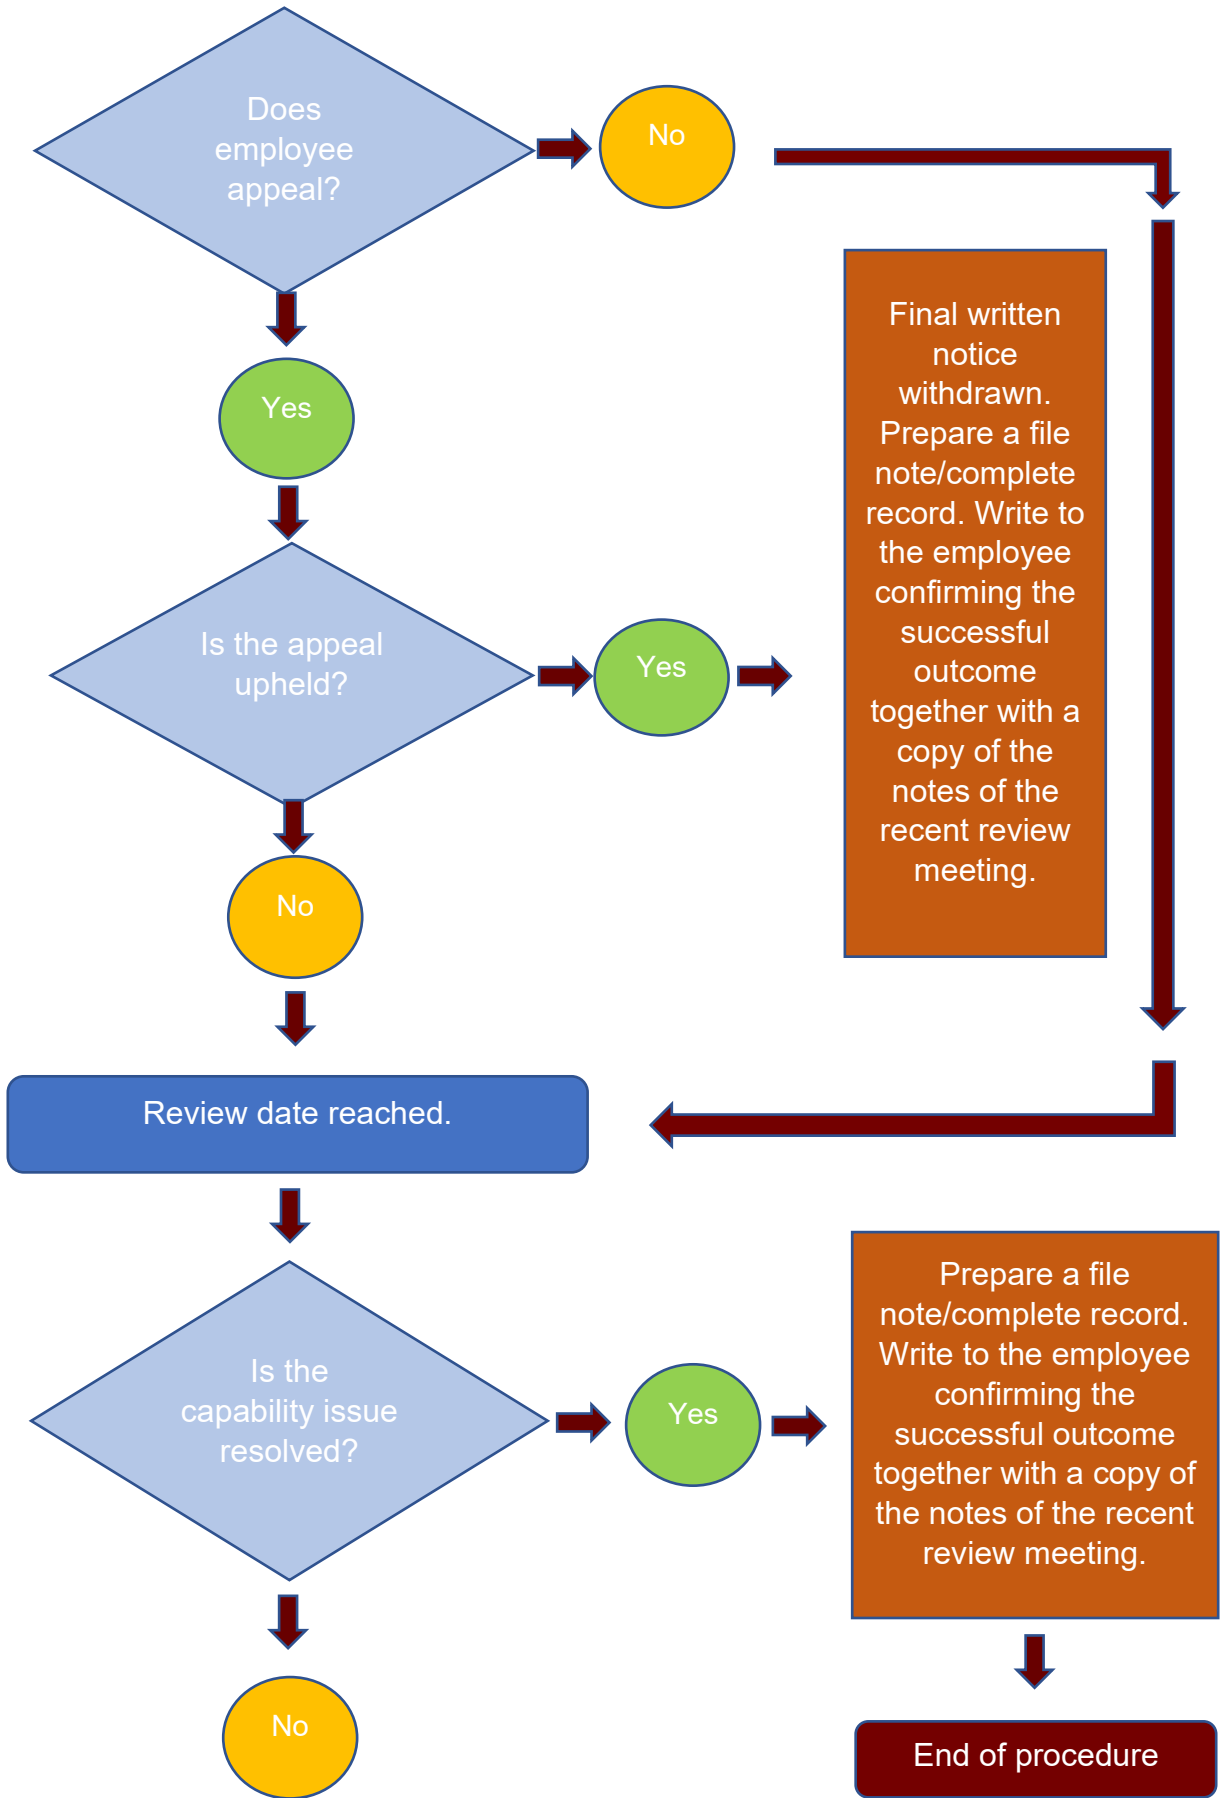 Does
employee
appeal?
No
Yes
Final written
notice
withdrawn.
Prepare a file
note/complete
record. Write to
the employee
confirming the
successful
outcome
together with a
copy of the
notes of the
recent review
meeting.
Is the appeal
upheld?
Yes
No
Review date reached.
Is the
capability issue
resolved?
Yes
Prepare a file
note/complete record.
Write to the employee
confirming the
successful outcome
together with a copy of
the notes of the recent
review meeting.
No
End of procedure